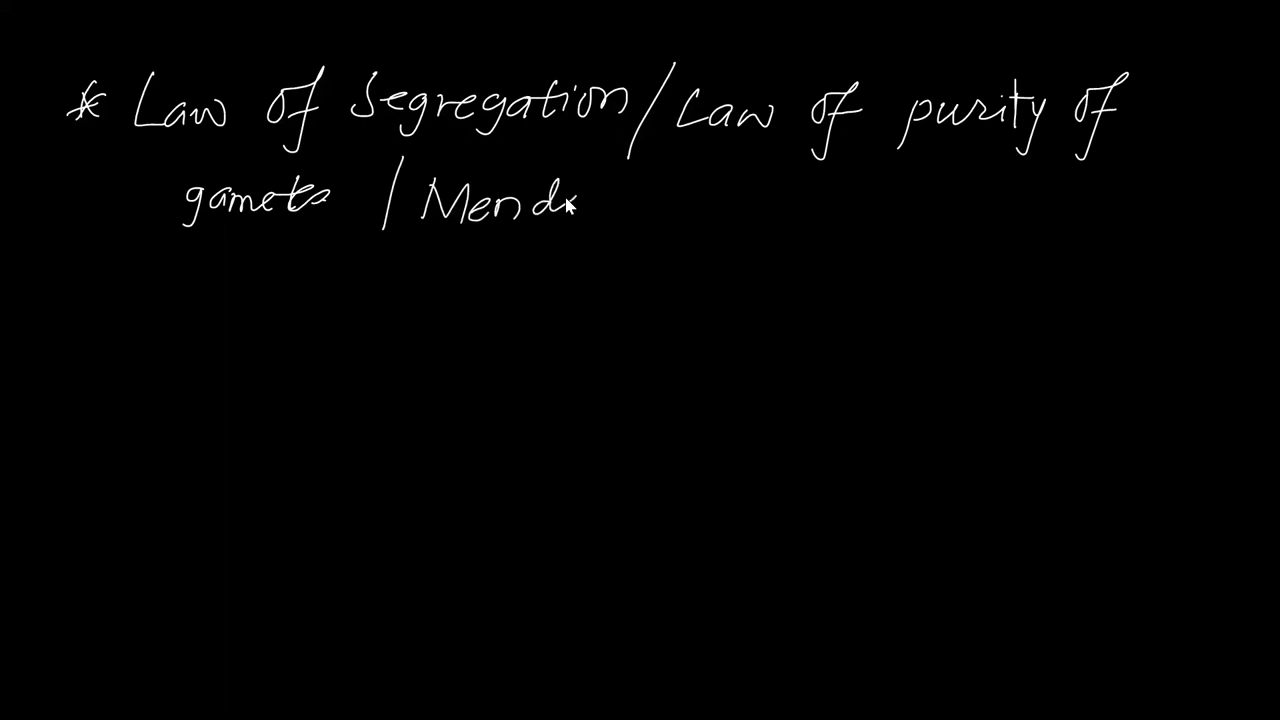 * Law of Segregation / Law of purity of
gametes / Mend